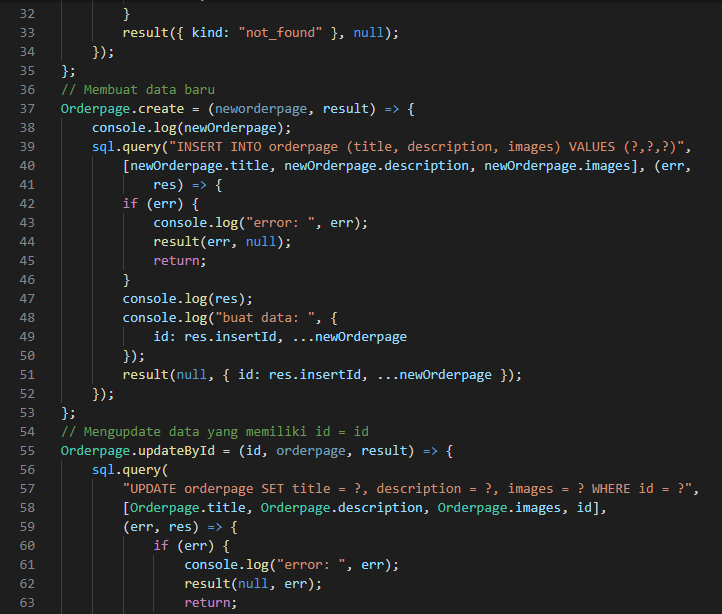 32 }
33 result({ kind: "not_found" }, null);
34 });
35 };
36 // Membuat data baru
37 Orderpage.create = (neworderpage, result) => {
38 console.log(newOrderpage);
39 sql.query("INSERT INTO orderpage (title, description, images) VALUES (?,?,?)",
40 [newOrderpage.title, newOrderpage.description, newOrderpage.images], (err,
41 res) => {
42 if (err) {
43 console.log("error: ", err);
44 result(err, null);
45 return;
46 }
47 console.log(res);
48 console.log("buat data: ", {
49 id: res.insertId, ...newOrderpage
50 });
51 result(null, { id: res.insertId, ...newOrderpage });
52 });
53 };
54 // Mengupdate data yang memiliki id = id
55 Orderpage.updateById = (id, orderpage, result) => {
56 sql.query(
57 "UPDATE orderpage SET title = ?, description = ?, images = ? WHERE id = ?",
58 [Orderpage.title, Orderpage.description, Orderpage.images, id],
59 (err, res) => {
60 if (err) {
61 console.log("error: ", err);
62 result(null, err);
63 return;